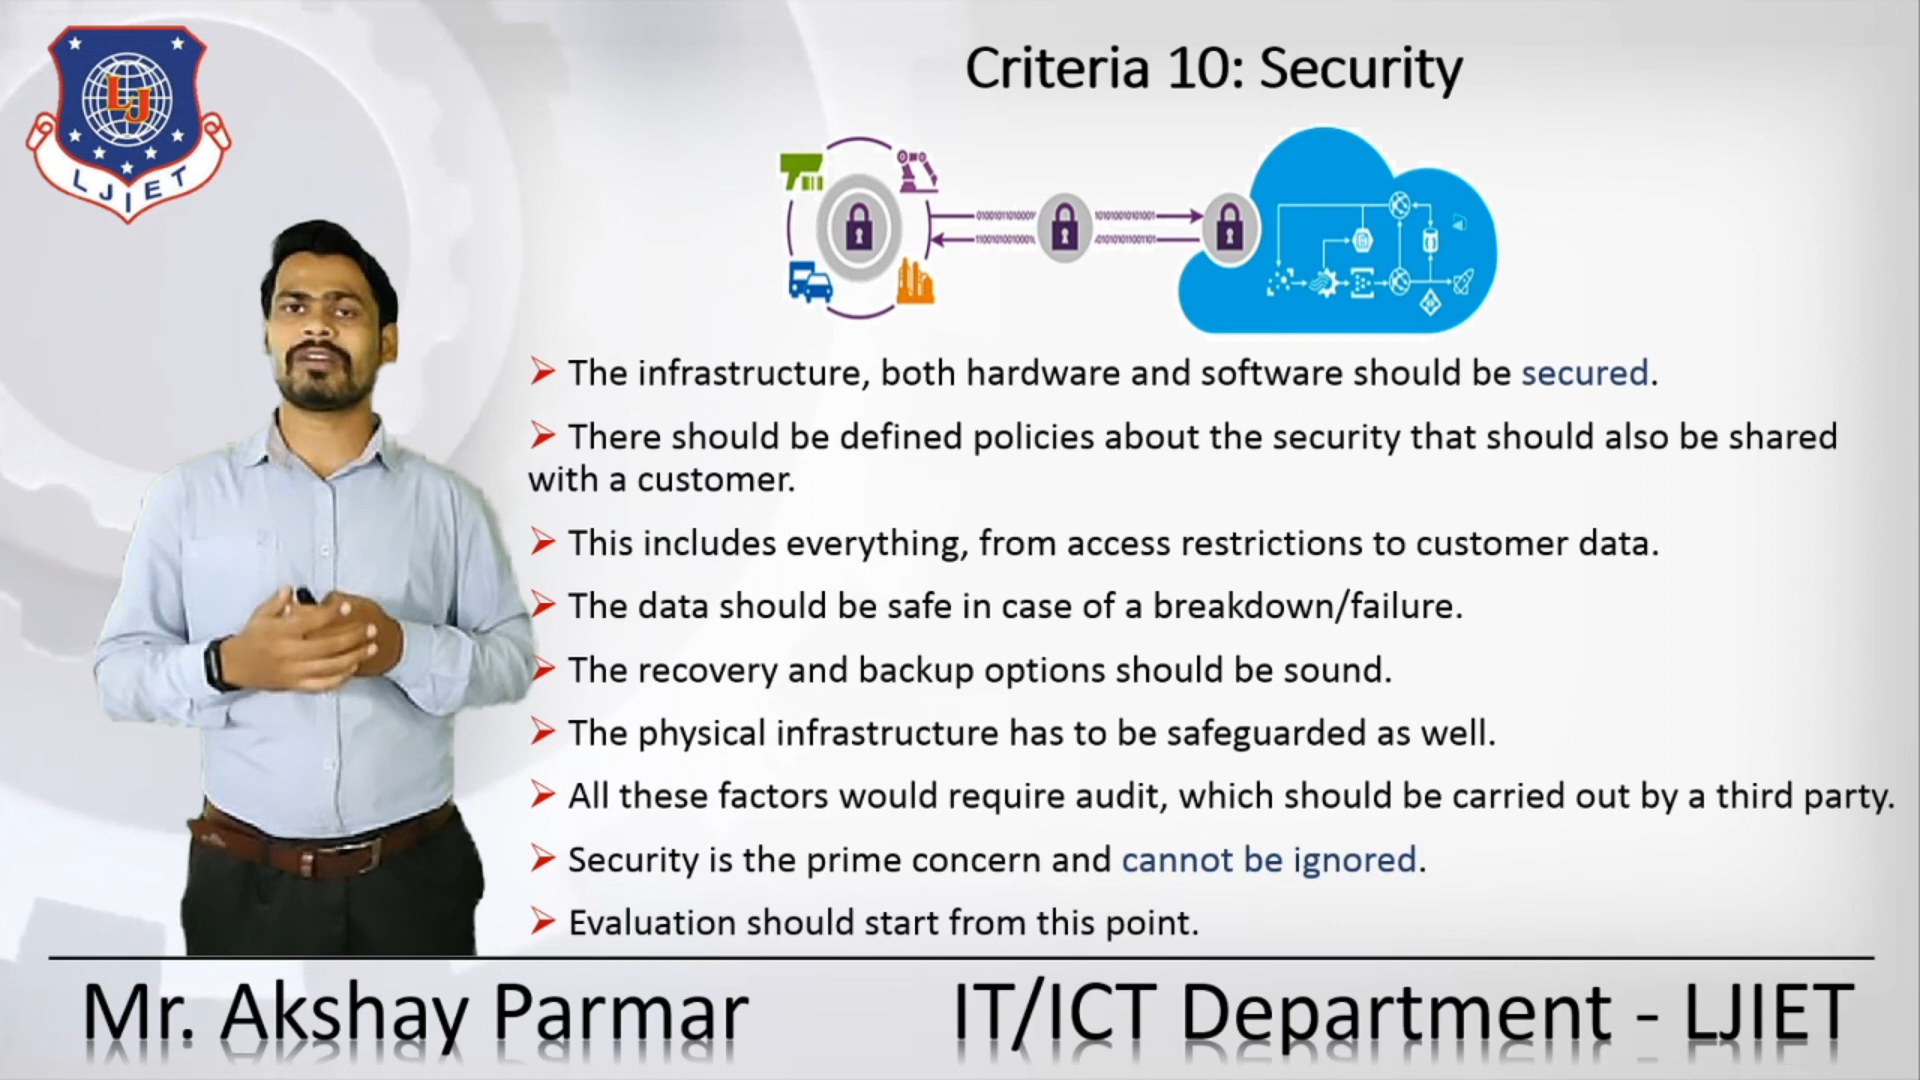 LJ
LJIET
Criteria 10: Security
➢ The infrastructure, both hardware and software should be secured.
➢ There should be defined policies about the security that should also be shared
with a customer.
➢ This includes everything, from access restrictions to customer data.
➢ The data should be safe in case of a breakdown/failure.
➢ The recovery and backup options should be sound.
➢ The physical infrastructure has to be safeguarded as well.
➢ All these factors would require audit, which should be carried out by a third party.
➢ Security is the prime concern and cannot be ignored.
➢ Evaluation should start from this point.
Mr. Akshay Parmar IT/ICT Department - LJIET